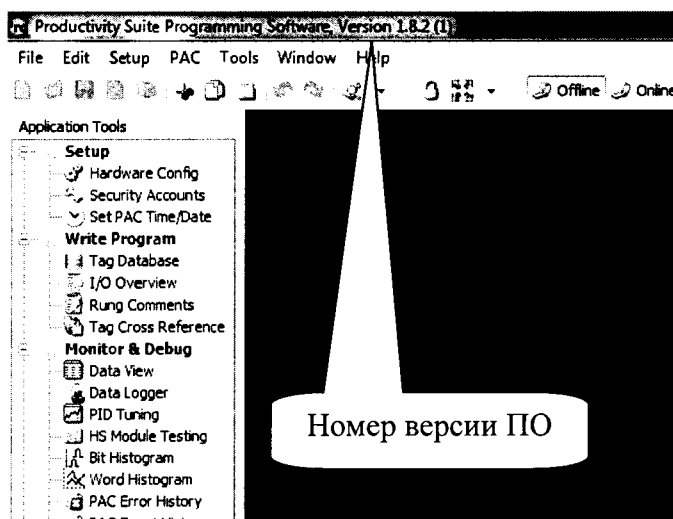 Productivity Suite Programming Software, Version 1.8.2 (1)
File Edit Setup PAC Tools Window Help
Offline Online
Application Tools
Setup
Hardware Config
Security Accounts
Set PAC Time/Date
Write Program
Tag Database
I/O Overview
Rung Comments
Tag Cross Reference
Monitor & Debug
Data View
Data Logger
PID Tuning
HS Module Testing
Bit Histogram
Word Histogram
PAC Error History
Номер версии ПО